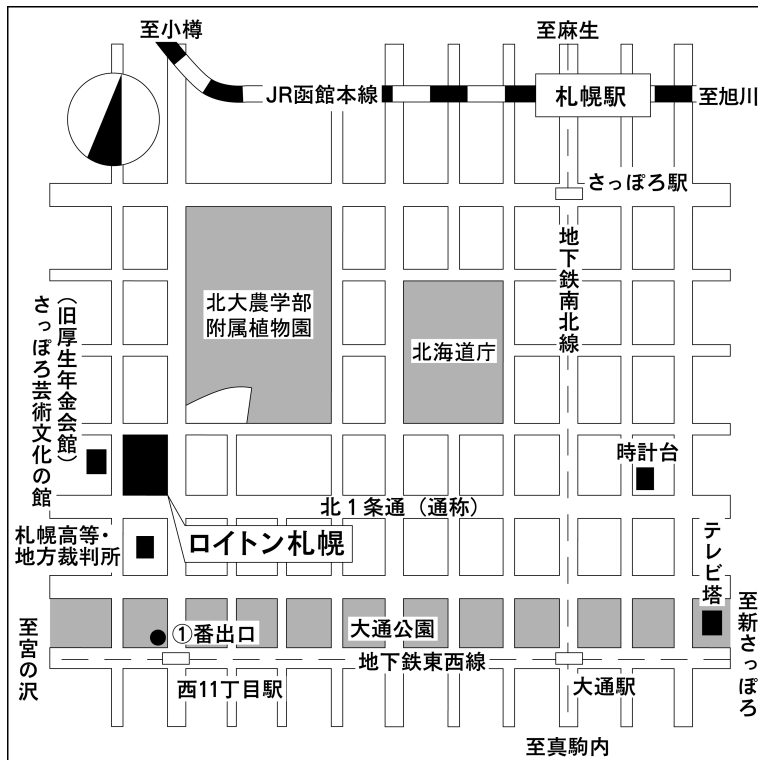 至小樽
至麻生
JR函館本線
札幌駅
至旭川
さっぽろ駅
地下鉄南北線
北大農学部
附属植物園
北海道庁
（旧厚生年金会館）
さっぽろ芸術文化の館
時計台
北1条通（通称）
札幌高等・
地方裁判所
ロイトン札幌
テレビ塔
至宮の沢
①番出口
大通公園
至新さっぽろ
地下鉄東西線
西11丁目駅
大通駅
至真駒内